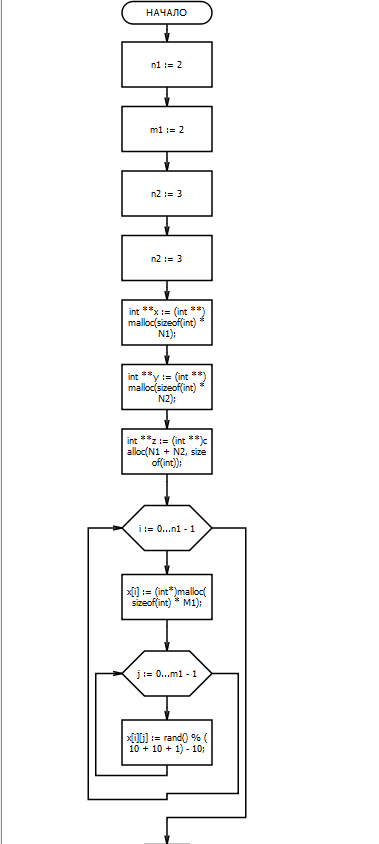 НАЧАЛО
n1 := 2
m1 := 2
n2 := 3
n2 := 3
int **x := (int **)
malloc(sizeof(int) *
N1);
int **y := (int **)
malloc(sizeof(int) *
N2);
int **z := (int **)c
alloc(N1 + N2, size
of(int));
i := 0...n1 - 1
x[i] := (int*)malloc(
sizeof(int) * M1);
j := 0...m1 - 1
x[i][j] := rand() % (
10 + 10 + 1) - 10;